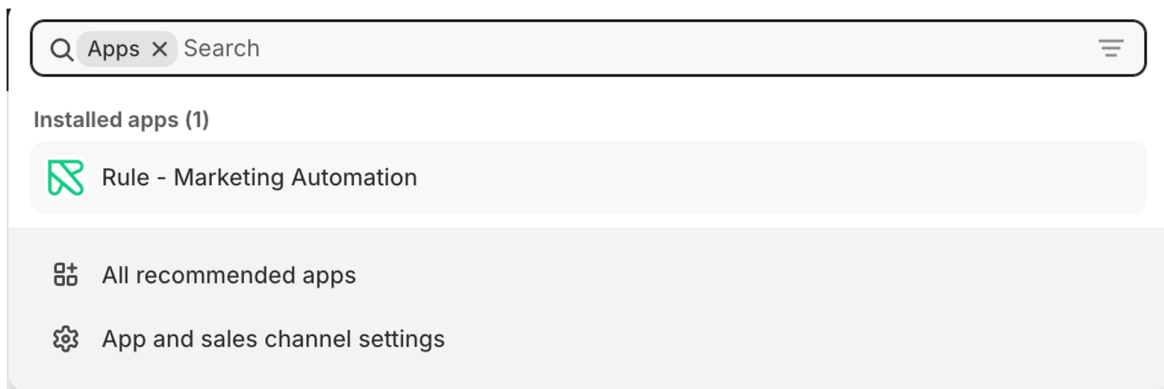 Apps Search
Installed apps (1)
Rule - Marketing Automation
All recommended apps
App and sales channel settings